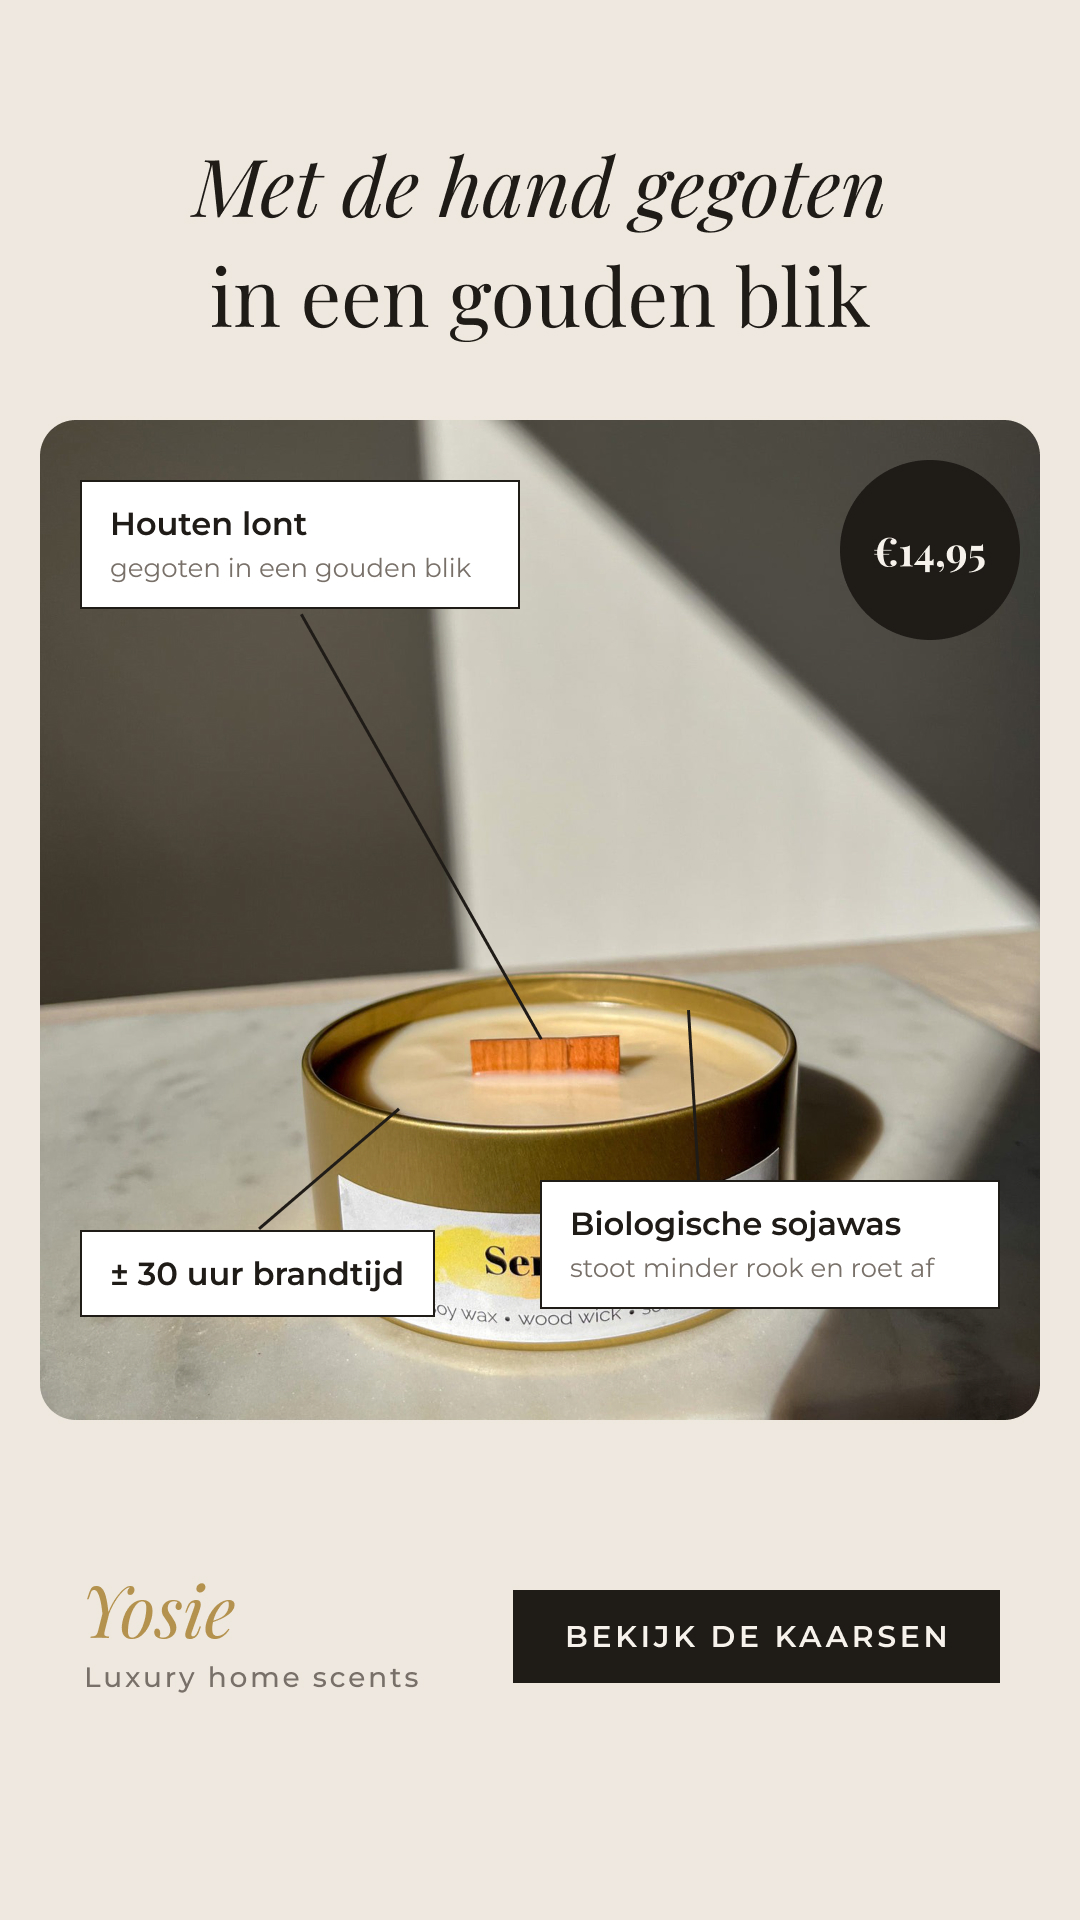 Met de hand gegoten
in een gouden blik
Houten lont
gegoten in een gouden blik
€14,95
± 30 uur brandtijd
Biologische sojawas
stoot minder rook en roet af
wax • wood wick •
Yosie
Luxury home scents
BEKIJK DE KAARSEN